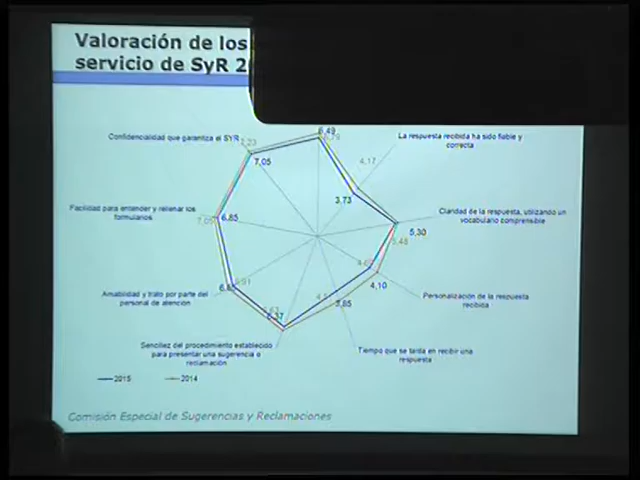 Valoración de los
servicio de SyR 2
6,49
Confidencialidad que garantiza el SYR
La respuesta recibida ha sido fiable y
correcta
4,17
7,05
3,73
Facilidad para entender y rellenar los
formularios
6,85
Claridad de la respuesta, utilizando un
vocabulario comprensible
5,30
5,48
4,10
Amabilidad y trato por parte del
personal de atención
Personalización de la respuesta
recibida
3,85
Sencillez del procedimiento establecido
para presentar una sugerencia o
reclamación
Tiempo que se tarda en recibir una
respuesta
2015
2014
Comisión Especial de Sugerencias y Reclamaciones